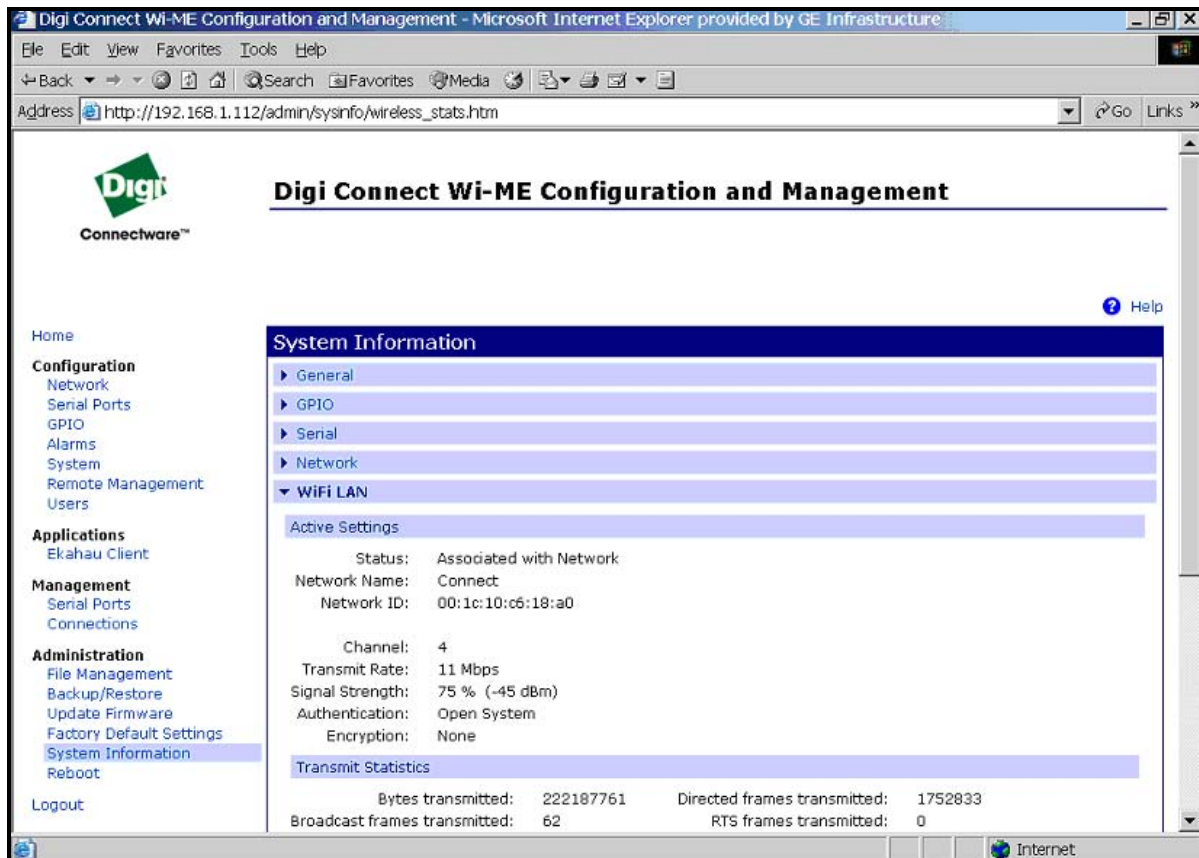 Digi Connect Wi-ME Configuration and Management - Microsoft Internet Explorer provided by GE Infrastructure
File Edit View Favorites Tools Help
Back Search Favorites Media
Address http://192.168.1.112/admin/sysinfo/wireless_stats.htm Go Links »
Digi
Connectware™
Digi Connect Wi-ME Configuration and Management
? Help
Home
Configuration
Network
Serial Ports
GPIO
Alarms
System
Remote Management
Users
Applications
Ekahau Client
Management
Serial Ports
Connections
Administration
File Management
Backup/Restore
Update Firmware
Factory Default Settings
System Information
Reboot
Logout
System Information
General
GPIO
Serial
Network
WiFi LAN
Active Settings
Status: Associated with Network
Network Name: Connect
Network ID: 00:1c:10:c6:18:a0
Channel: 4
Transmit Rate: 11 Mbps
Signal Strength: 75 % (-45 dBm)
Authentication: Open System
Encryption: None
Transmit Statistics
Bytes transmitted: 222187761 Directed frames transmitted: 1752833
Broadcast frames transmitted: 62 RTS frames transmitted: 0
Internet